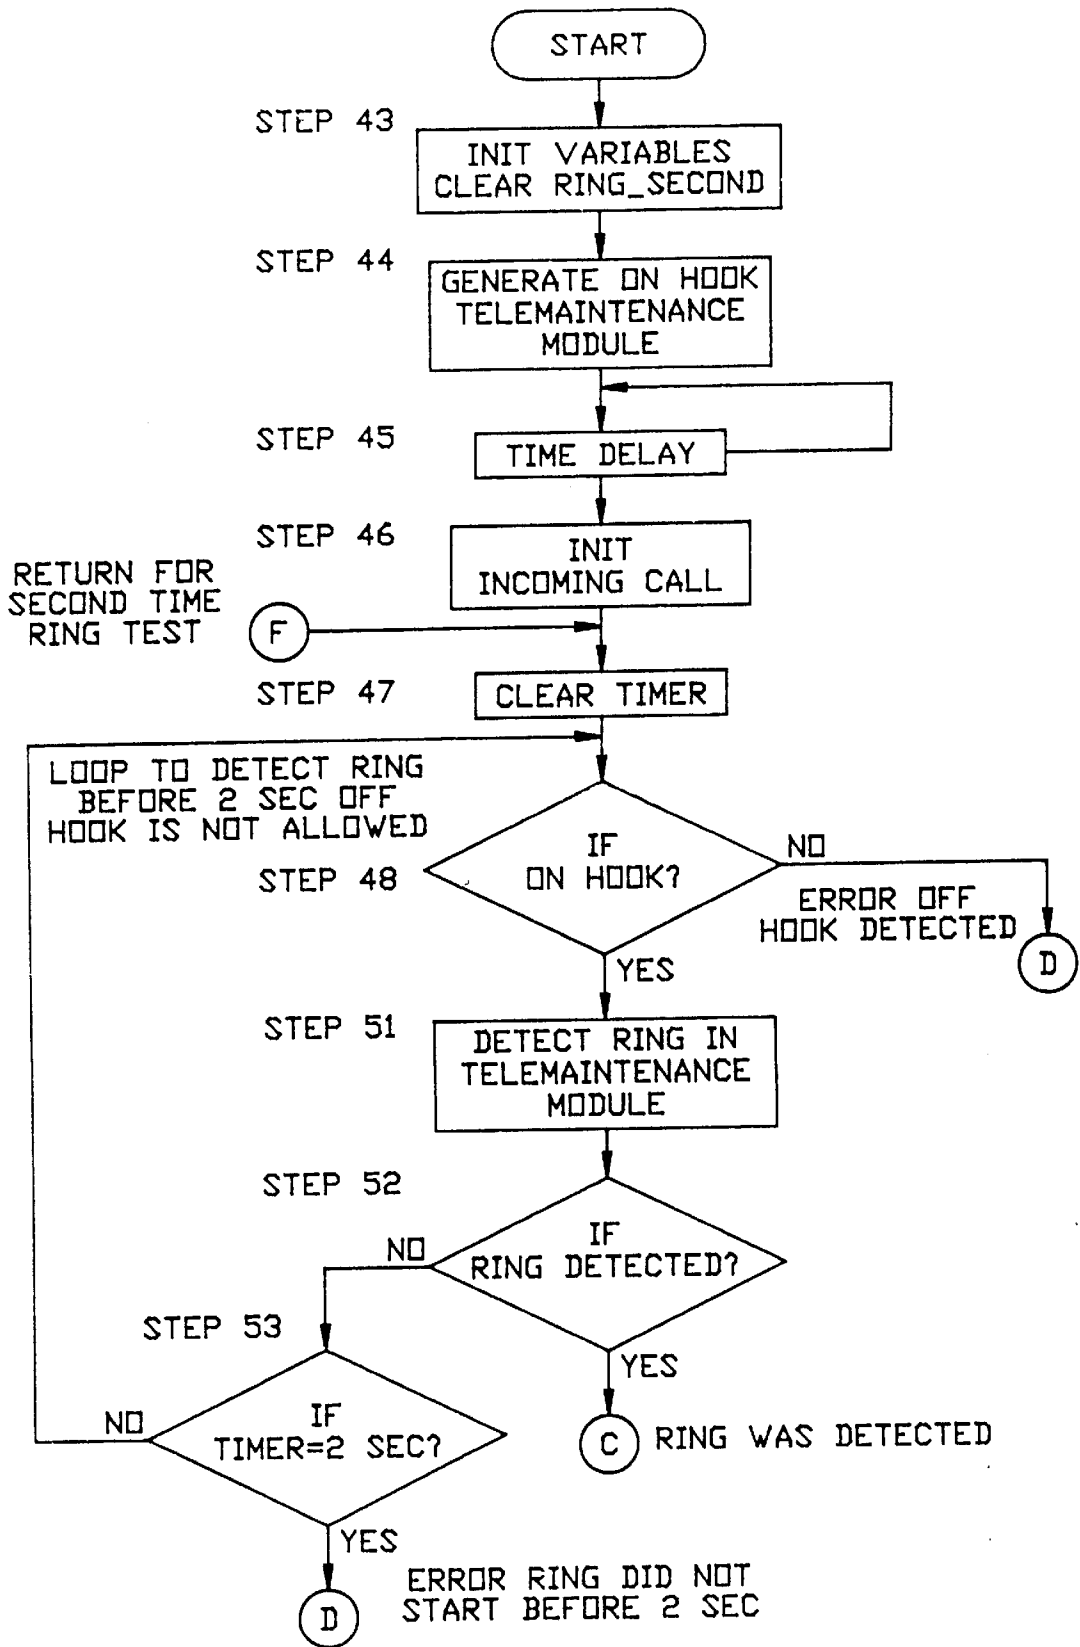 START
STEP 43
INIT VARIABLES
CLEAR RING_SECOND
STEP 44
GENERATE ON HOOK
TELEMAINTENANCE
MODULE
STEP 45
TIME DELAY
STEP 46
INIT
INCOMING CALL
RETURN FOR
SECOND TIME
RING TEST
F
STEP 47
CLEAR TIMER
LOOP TO DETECT RING
BEFORE 2 SEC OFF
HOOK IS NOT ALLOWED
STEP 48
IF
ON HOOK?
NO
ERROR OFF
HOOK DETECTED
D
YES
STEP 51
DETECT RING IN
TELEMAINTENANCE
MODULE
STEP 52
IF
RING DETECTED?
NO
YES
C
RING WAS DETECTED
STEP 53
IF
TIMER=2 SEC?
NO
YES
D
ERROR RING DID NOT
START BEFORE 2 SEC